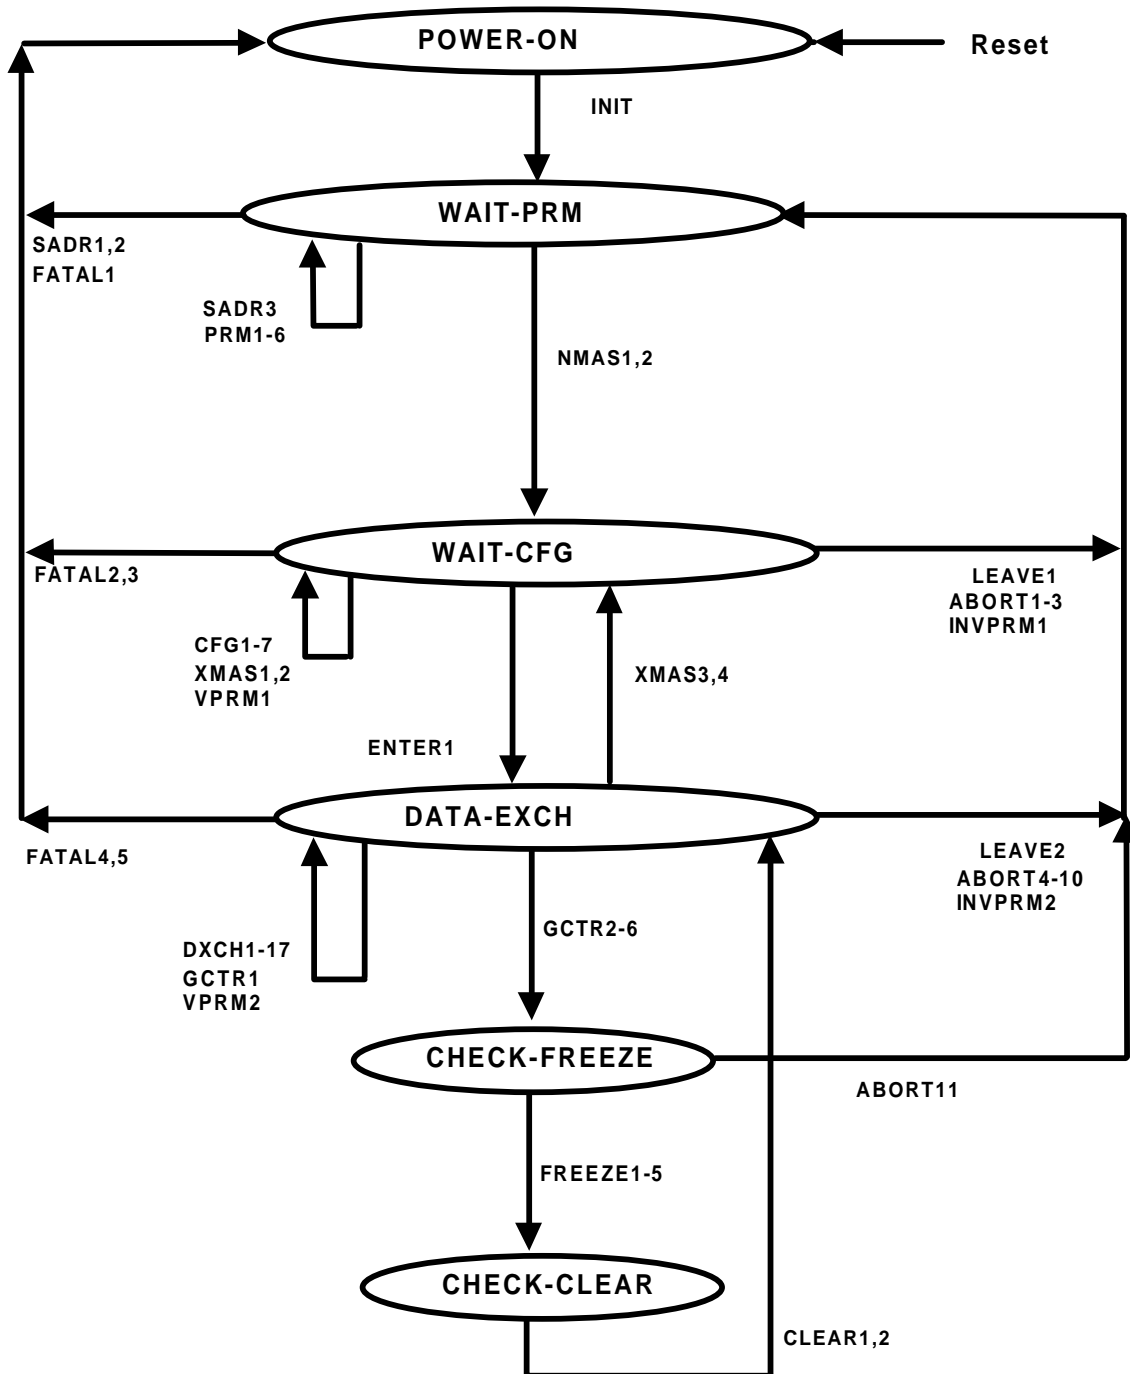 POWER-ON
Reset
INIT
WAIT-PRM
SADR1,2
FATAL1
SADR3
PRM1-6
NMAS1,2
WAIT-CFG
FATAL2,3
LEAVE1
ABORT1-3
INVPRM1
CFG1-7
XMAS1,2
VPRM1
XMAS3,4
ENTER1
DATA-EXCH
FATAL4,5
LEAVE2
ABORT4-10
INVPRM2
GCTR2-6
DXCH1-17
GCTR1
VPRM2
CHECK-FREEZE
ABORT11
FREEZE1-5
CHECK-CLEAR
CLEAR1,2